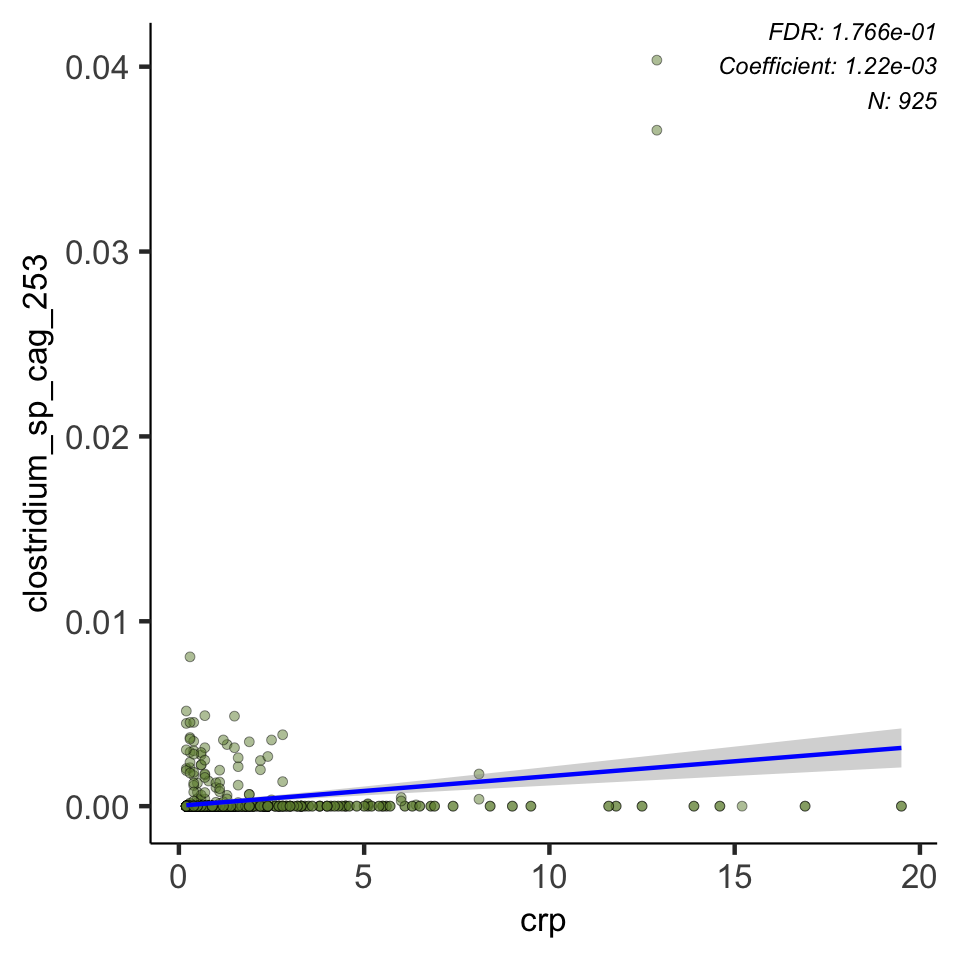 FDR: 1.766e-01
Coefficient: 1.22e-03
N: 925
0.04
0.03
0.02
0.01
0.00
clostridium_sp_cag_253
0 5 10 15 20
crp